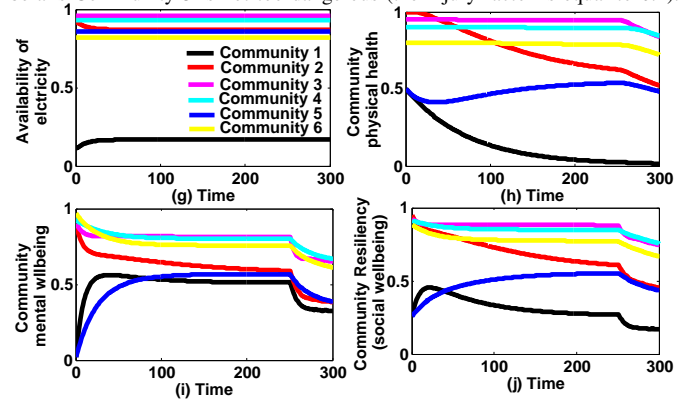 1
0.5
0
Availability of
elctricity
Community 1
Community 2
Community 3
Community 4
Community 5
Community 6
0 100 200 300
(g) Time
1
0.5
0
Community
physical health
0 100 200 300
(h) Time
1
0.5
0
Community
mental wllbeing
0 100 200 300
(i) Time
1
0.5
0
Community Resiliency
(social wellbeing)
0 100 200 300
(j) Time